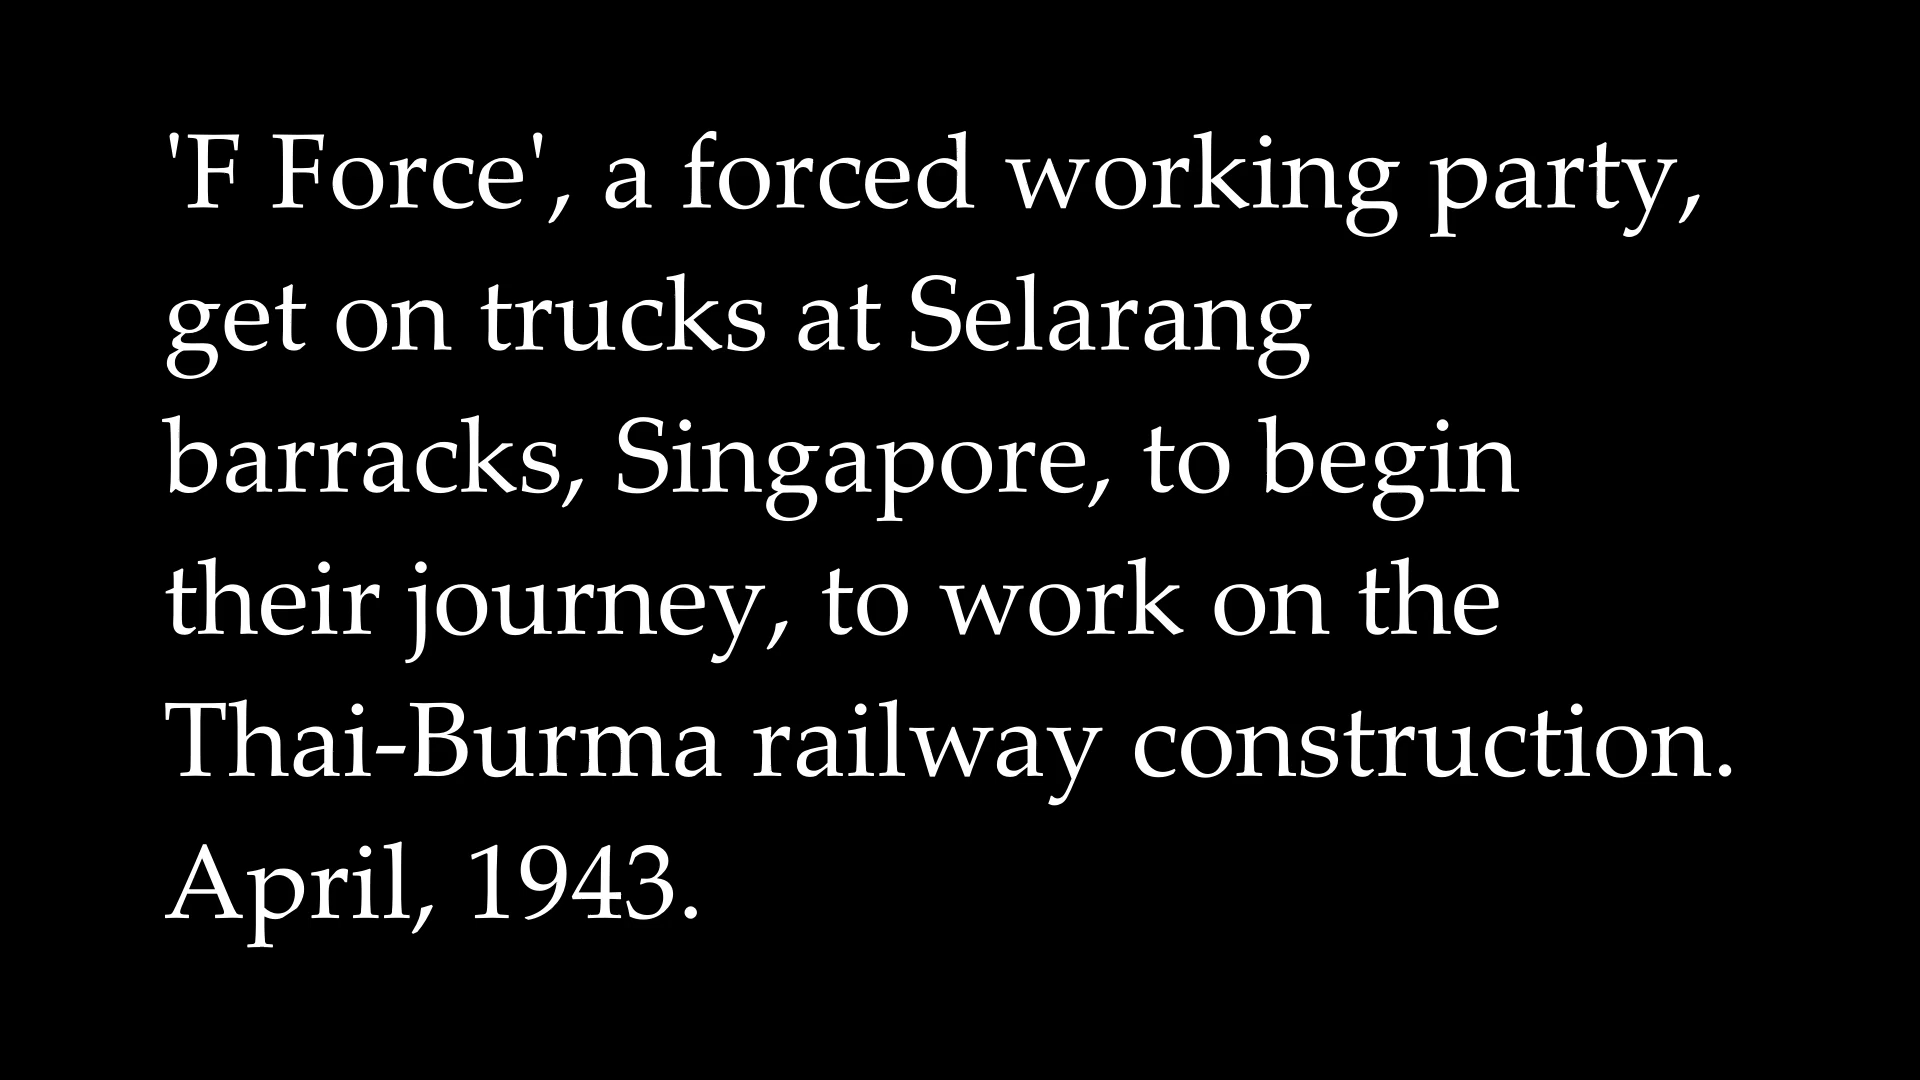 'F Force', a forced working party,
get on trucks at Selarang
barracks, Singapore, to begin
their journey, to work on the
Thai-Burma railway construction.
April, 1943.